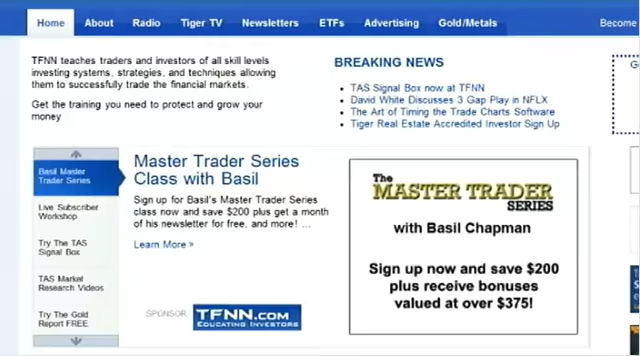 Home About Radio Tiger TV Newsletters ETFs Advertising Gold/Metals Become
TFNN teaches traders and investors of all skill levels
investing systems, strategies, and techniques allowing
them to successfully trade the financial markets.
Get the training you need to protect and grow your
money
BREAKING NEWS
TAS Signal Box now at TFNN
David White Discusses 3 Gap Play in NFLX
The Art of Timing the Trade Charts Software
Tiger Real Estate Accredited Investor Sign Up
Basil Master
Trader Series
Live Subscriber
Workshop
Try The TAS
Signal Box
TAS Market
Research Videos
Try The Gold
Report FREE
Master Trader Series
Class with Basil
Sign up for Basil's Master Trader Series
class now and save $200 plus get a month
of his newsletter for free, and more! ...
Learn More »
SPONSOR
TFNN.COM
EDUCATING INVESTORS
The
MASTER TRADER
SERIES
with Basil Chapman
Sign up now and save $200
plus receive bonuses
valued at over $375!